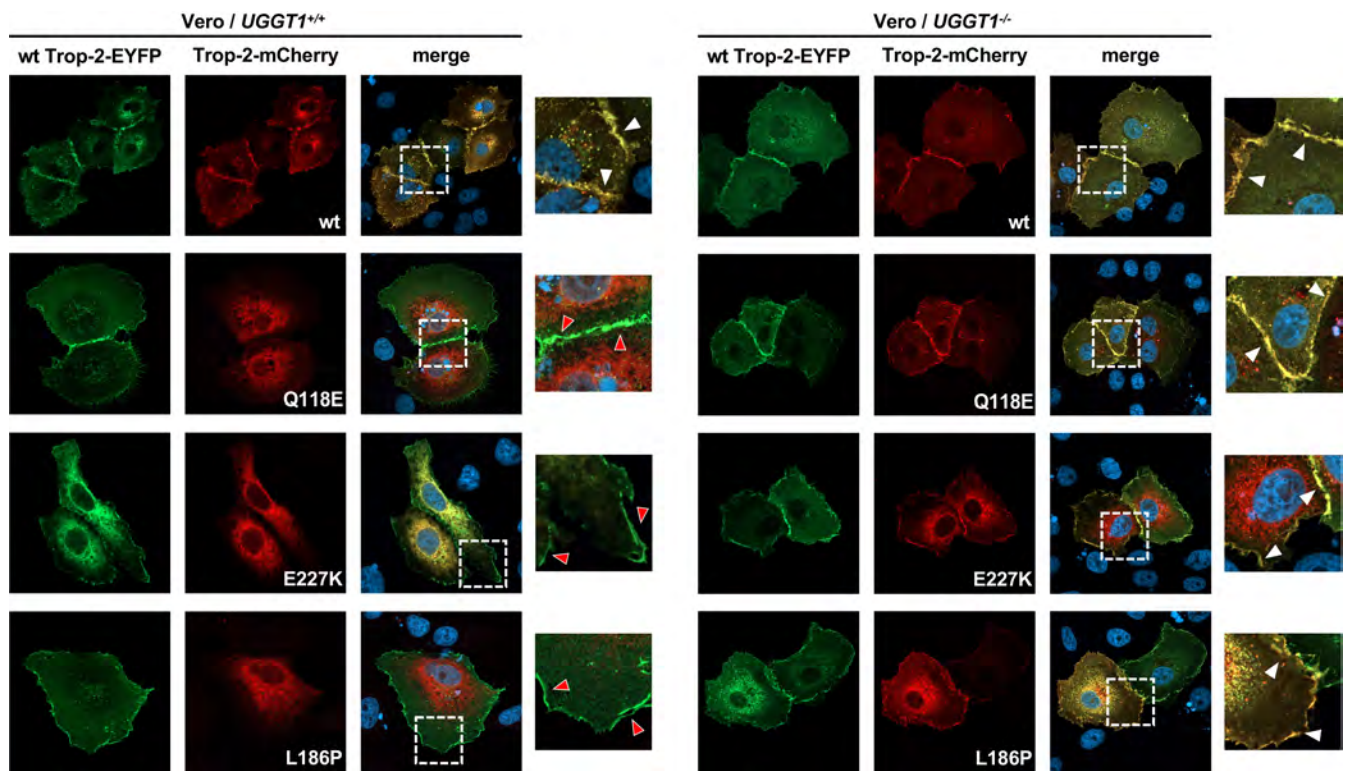 Vero / UGGT1+/+
Vero / UGGT1-/-
wt Trop-2-EYFP Trop-2-mCherry merge
wt Trop-2-EYFP Trop-2-mCherry merge
wt
wt
Q118E
Q118E
E227K
E227K
L186P
L186P